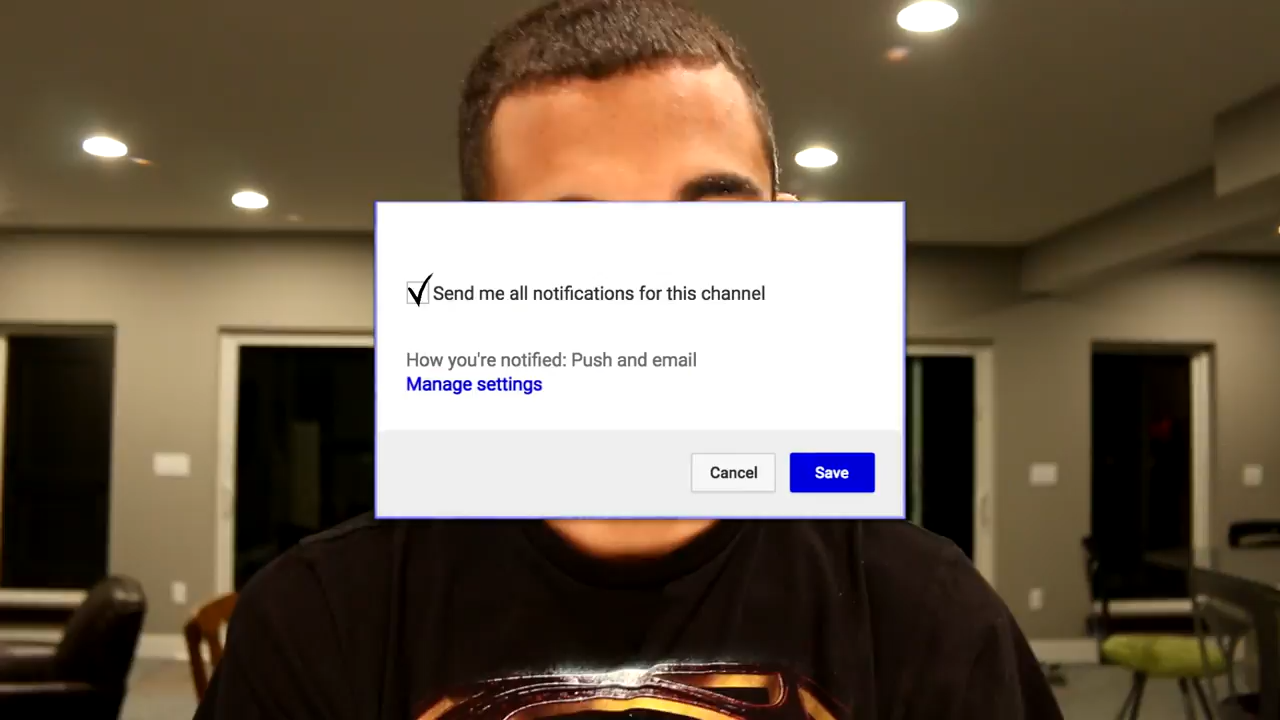 Send me all notifications for this channel
How you're notified: Push and email
Manage settings
Cancel
Save